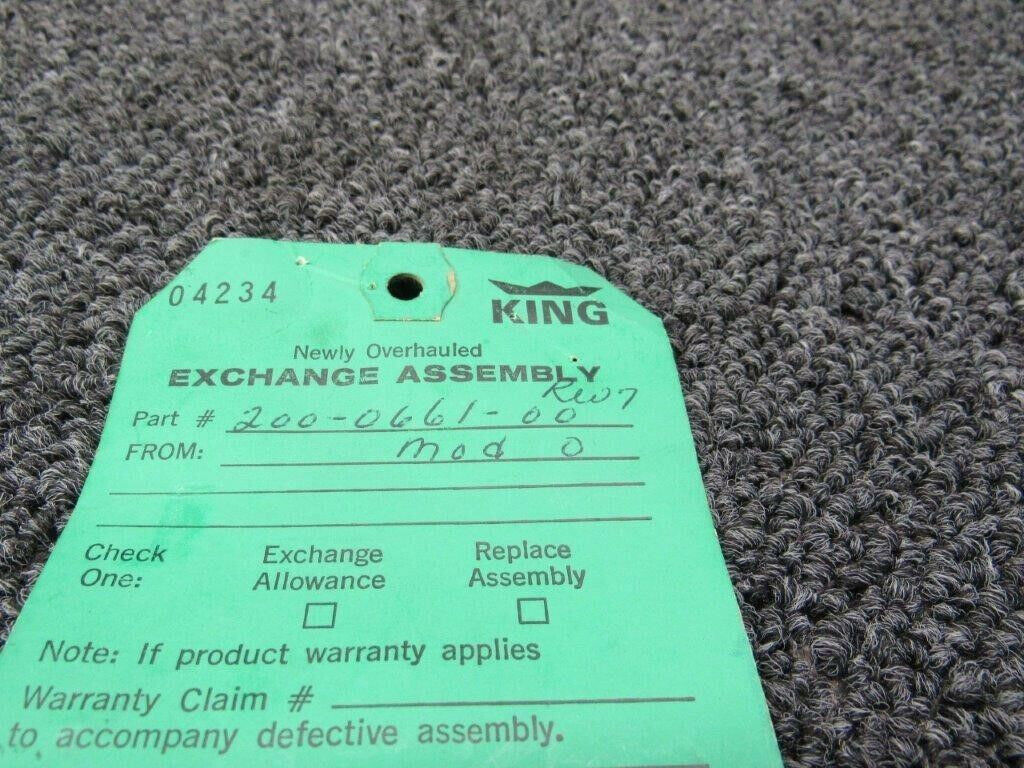 04234
KING
Newly Overhauled
EXCHANGE ASSEMBLY
Rev 7
Part # 200-0661-00
FROM: Mod 0
Check One:
Exchange Allowance
Replace Assembly
Note: If product warranty applies
Warranty Claim #
to accompany defective assembly.